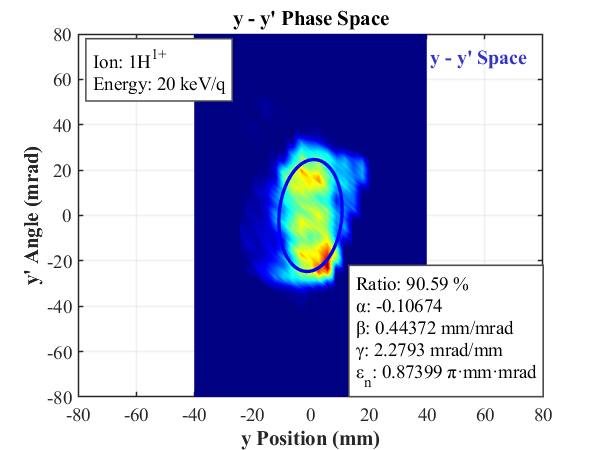 y - y' Phase Space
Ion: 1H¹⁺
Energy: 20 keV/q
y - y' Space
80
60
40
20
0
-20
-40
-60
-80
y' Angle (mrad)
Ratio: 90.59 %
α: -0.10674
β: 0.44372 mm/mrad
γ: 2.2793 mrad/mm
εₙ: 0.87399 π·mm·mrad
-80 -60 -40 -20 0 20 40 60 80
y Position (mm)